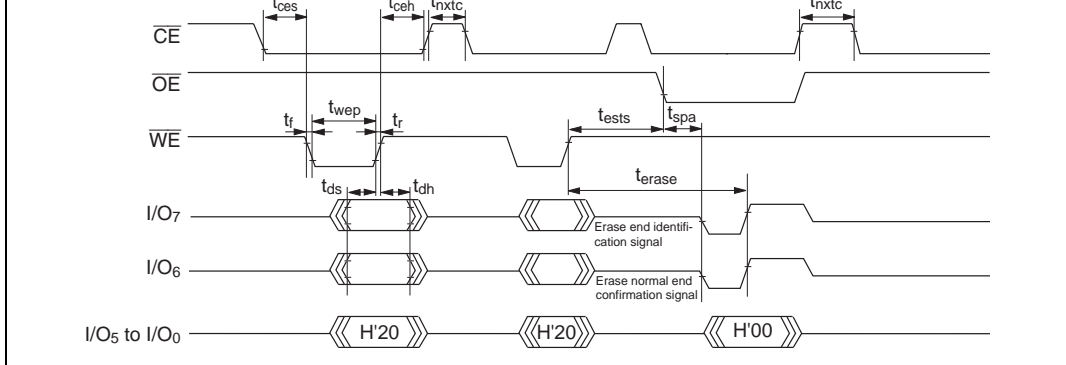 tces tceh tnxtc tnxtc
CE
OE
tf twep tr tests tspa
WE
tds tdh terase
I/O7
Erase end identifi-
cation signal
I/O6
Erase normal end
confirmation signal
I/O5 to I/O0 H'20 H'20 H'00